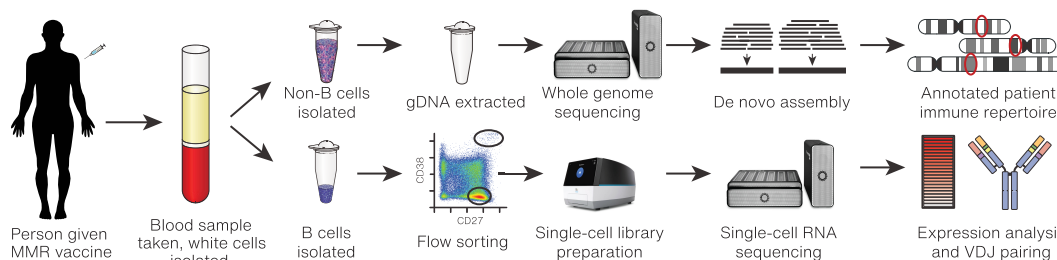 Person given
MMR vaccine
Blood sample
taken, white cells
isolated
Non-B cells
isolated
gDNA extracted
Whole genome
sequencing
De novo assembly
Annotated patient
immune repertoire
B cells
isolated
CD38
CD27
Flow sorting
Single-cell library
preparation
Single-cell RNA
sequencing
Expression analysis
and VDJ pairing